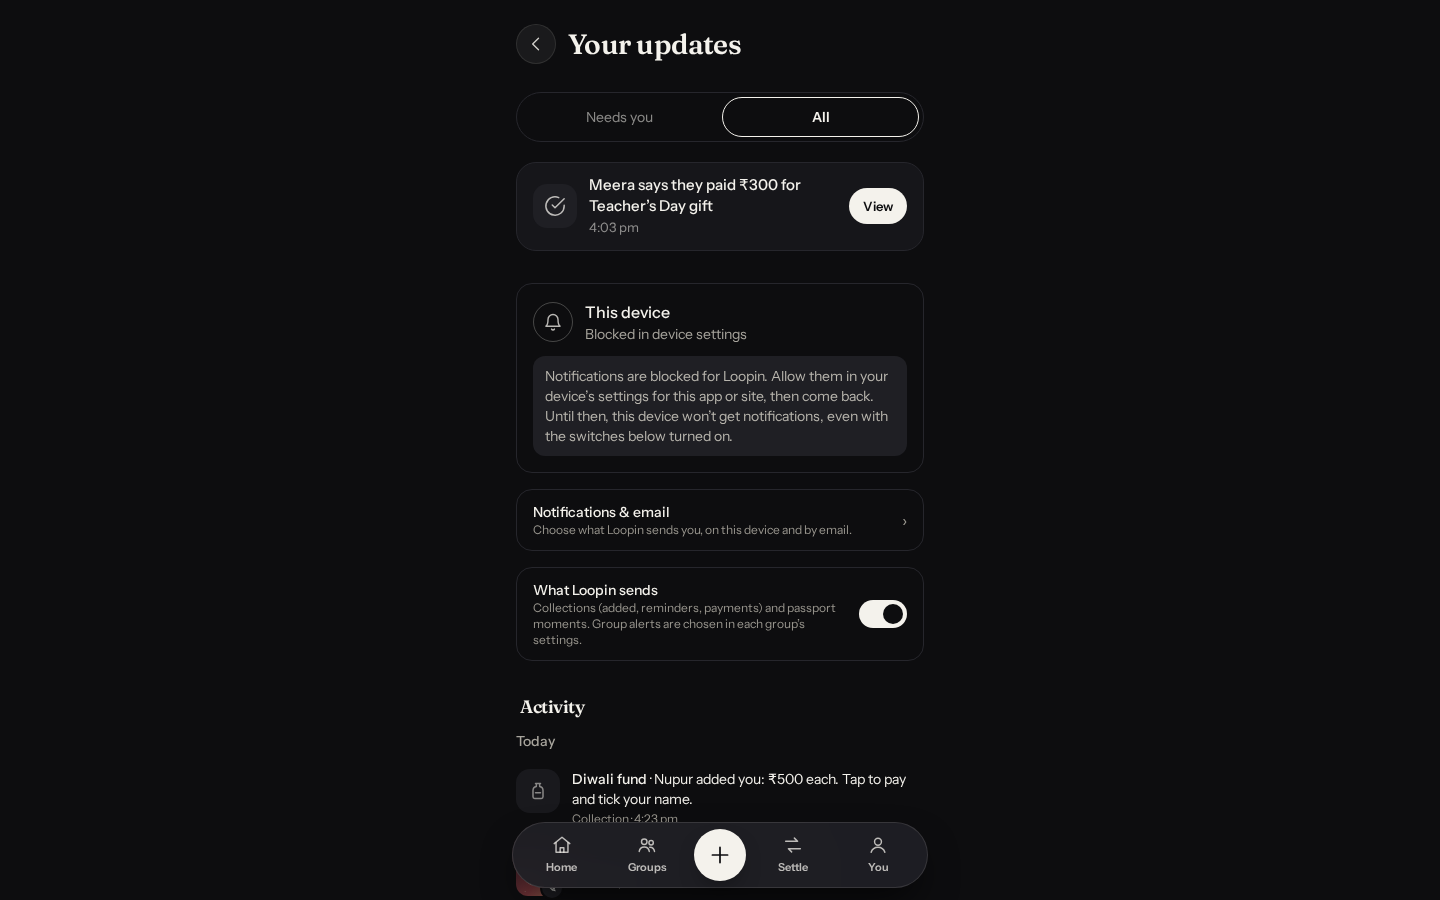 Your updates
Needs you
All
Meera says they paid ₹300 for
Teacher’s Day gift
4:03 pm
View
This device
Blocked in device settings
Notifications are blocked for Loopin. Allow them in your
device’s settings for this app or site, then come back.
Until then, this device won’t get notifications, even with
the switches below turned on.
Notifications & email
Choose what Loopin sends you, on this device and by email.
›
What Loopin sends
Collections (added, reminders, payments) and passport
moments. Group alerts are chosen in each group’s
settings.
Activity
Today
Diwali fund · Nupur added you: ₹500 each. Tap to pay
and tick your name.
Collection · 4:23 pm
Home
Groups
Settle
You